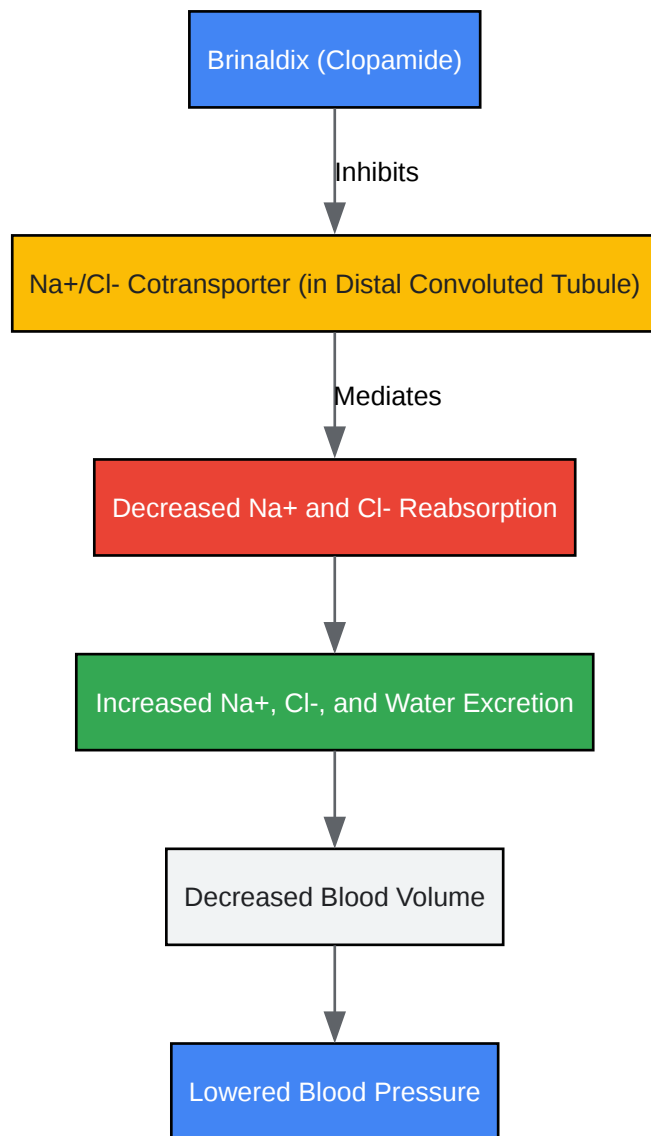 Brinaldix (Clopamide)
Inhibits
Na+/Cl- Cotransporter (in Distal Convoluted Tubule)
Mediates
Decreased Na+ and Cl- Reabsorption
Increased Na+, Cl-, and Water Excretion
Decreased Blood Volume
Lowered Blood Pressure